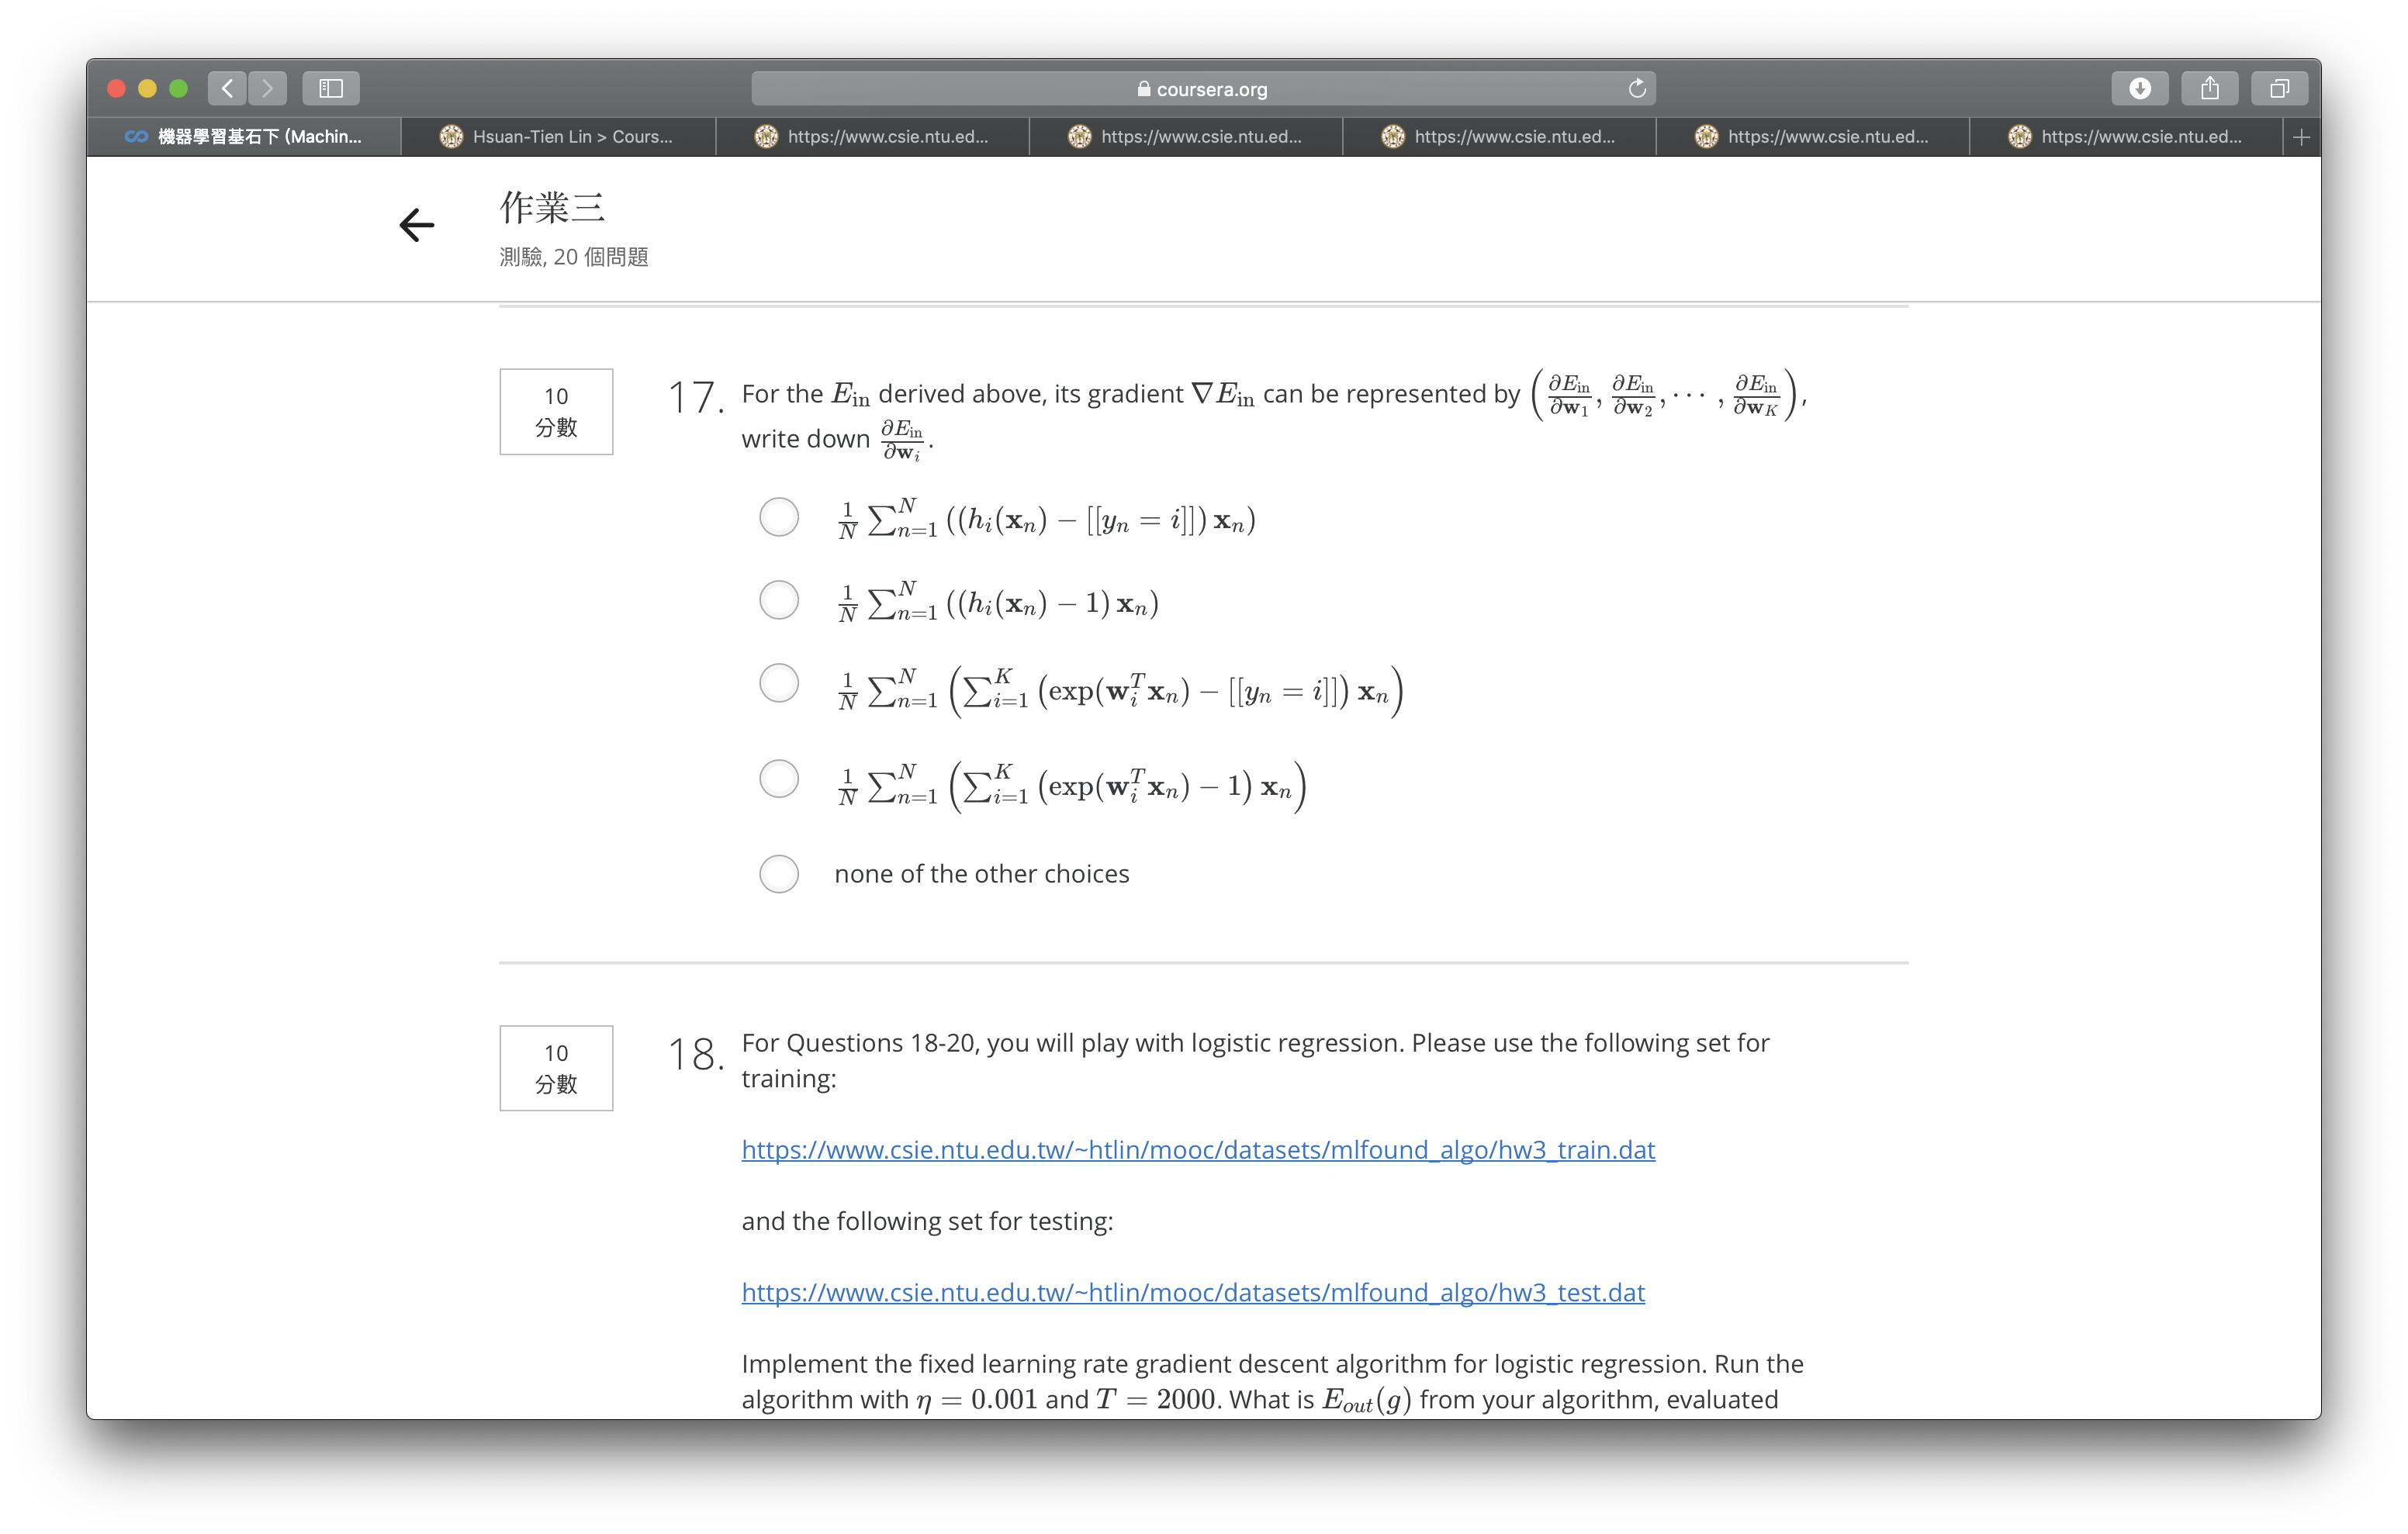 coursera.org
機器學習基石下 (Machin...
Hsuan-Tien Lin > Cours...
https://www.csie.ntu.ed...
https://www.csie.ntu.ed...
https://www.csie.ntu.ed...
https://www.csie.ntu.ed...
https://www.csie.ntu.ed...
作業三
測驗, 20 個問題
10
分數
17. For the $E_{\text{in}}$ derived above, its gradient $\nabla E_{\text{in}}$ can be represented by $\left(\frac{\partial E_{\text{in}}}{\partial \mathbf{w}_1}, \frac{\partial E_{\text{in}}}{\partial \mathbf{w}_2}, \cdots, \frac{\partial E_{\text{in}}}{\partial \mathbf{w}_K}\right)$,
write down $\frac{\partial E_{\text{in}}}{\partial \mathbf{w}_i}$.
$\frac{1}{N} \sum_{n=1}^{N} \left(\left(h_i(\mathbf{x}_n) - [[y_n = i]]\right) \mathbf{x}_n\right)$
$\frac{1}{N} \sum_{n=1}^{N} \left(\left(h_i(\mathbf{x}_n) - 1\right) \mathbf{x}_n\right)$
$\frac{1}{N} \sum_{n=1}^{N} \left(\sum_{i=1}^{K} \left(\exp(\mathbf{w}_i^T \mathbf{x}_n) - [[y_n = i]]\right) \mathbf{x}_n\right)$
$\frac{1}{N} \sum_{n=1}^{N} \left(\sum_{i=1}^{K} \left(\exp(\mathbf{w}_i^T \mathbf{x}_n) - 1\right) \mathbf{x}_n\right)$
none of the other choices
10
分數
18. For Questions 18-20, you will play with logistic regression. Please use the following set for
training:
https://www.csie.ntu.edu.tw/~htlin/mooc/datasets/mlfound_algo/hw3_train.dat
and the following set for testing:
https://www.csie.ntu.edu.tw/~htlin/mooc/datasets/mlfound_algo/hw3_test.dat
Implement the fixed learning rate gradient descent algorithm for logistic regression. Run the
algorithm with $\eta = 0.001$ and $T = 2000$. What is $E_{out}(g)$ from your algorithm, evaluated